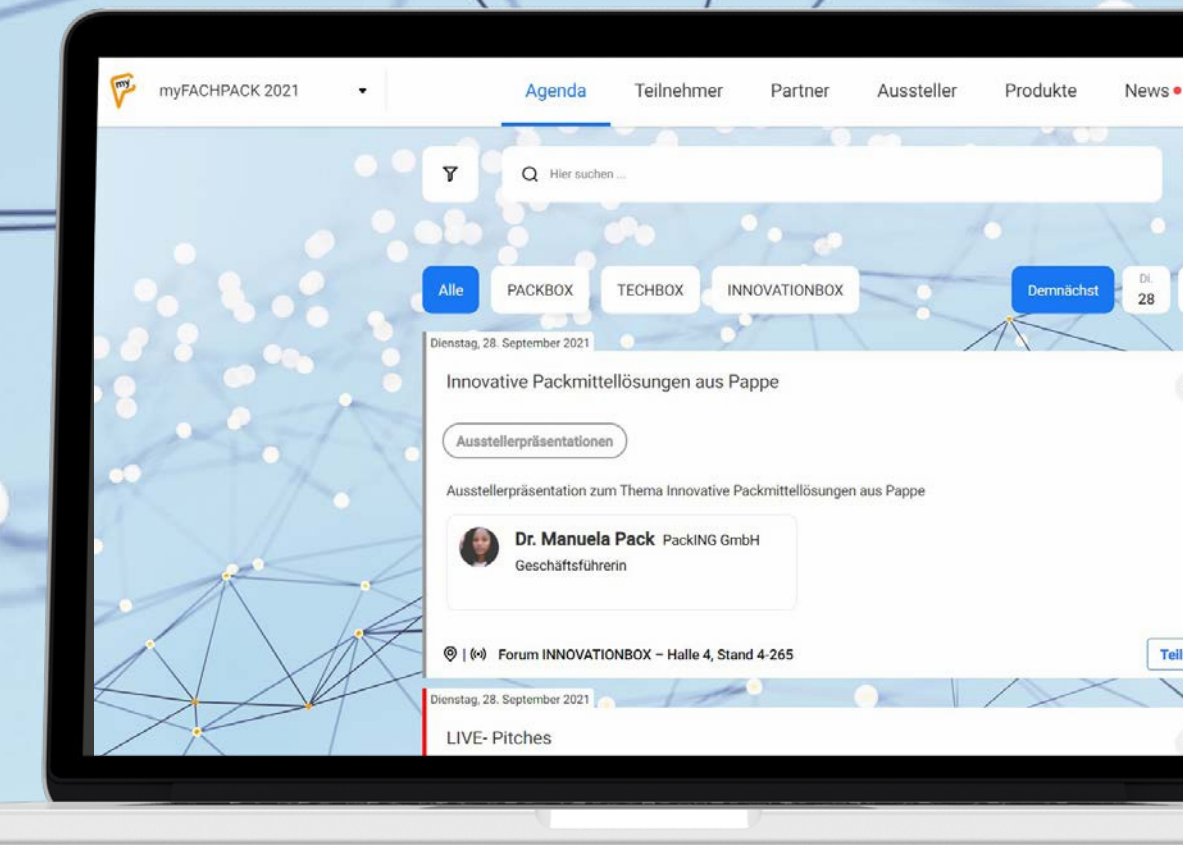 my
myFACHPACK 2021
Agenda Teilnehmer Partner Aussteller Produkte News
Hier suchen ...
Alle PACKBOX TECHBOX INNOVATIONBOX Demnächst DI. 28
Dienstag, 28. September 2021
Innovative Packmittellösungen aus Pappe
Ausstellerpräsentationen
Ausstellerpräsentation zum Thema Innovative Packmittellösungen aus Pappe
Dr. Manuela Pack PackING GmbH
Geschäftsführerin
Forum INNOVATIONBOX – Halle 4, Stand 4-265
Teil
Dienstag, 28. September 2021
LIVE- Pitches